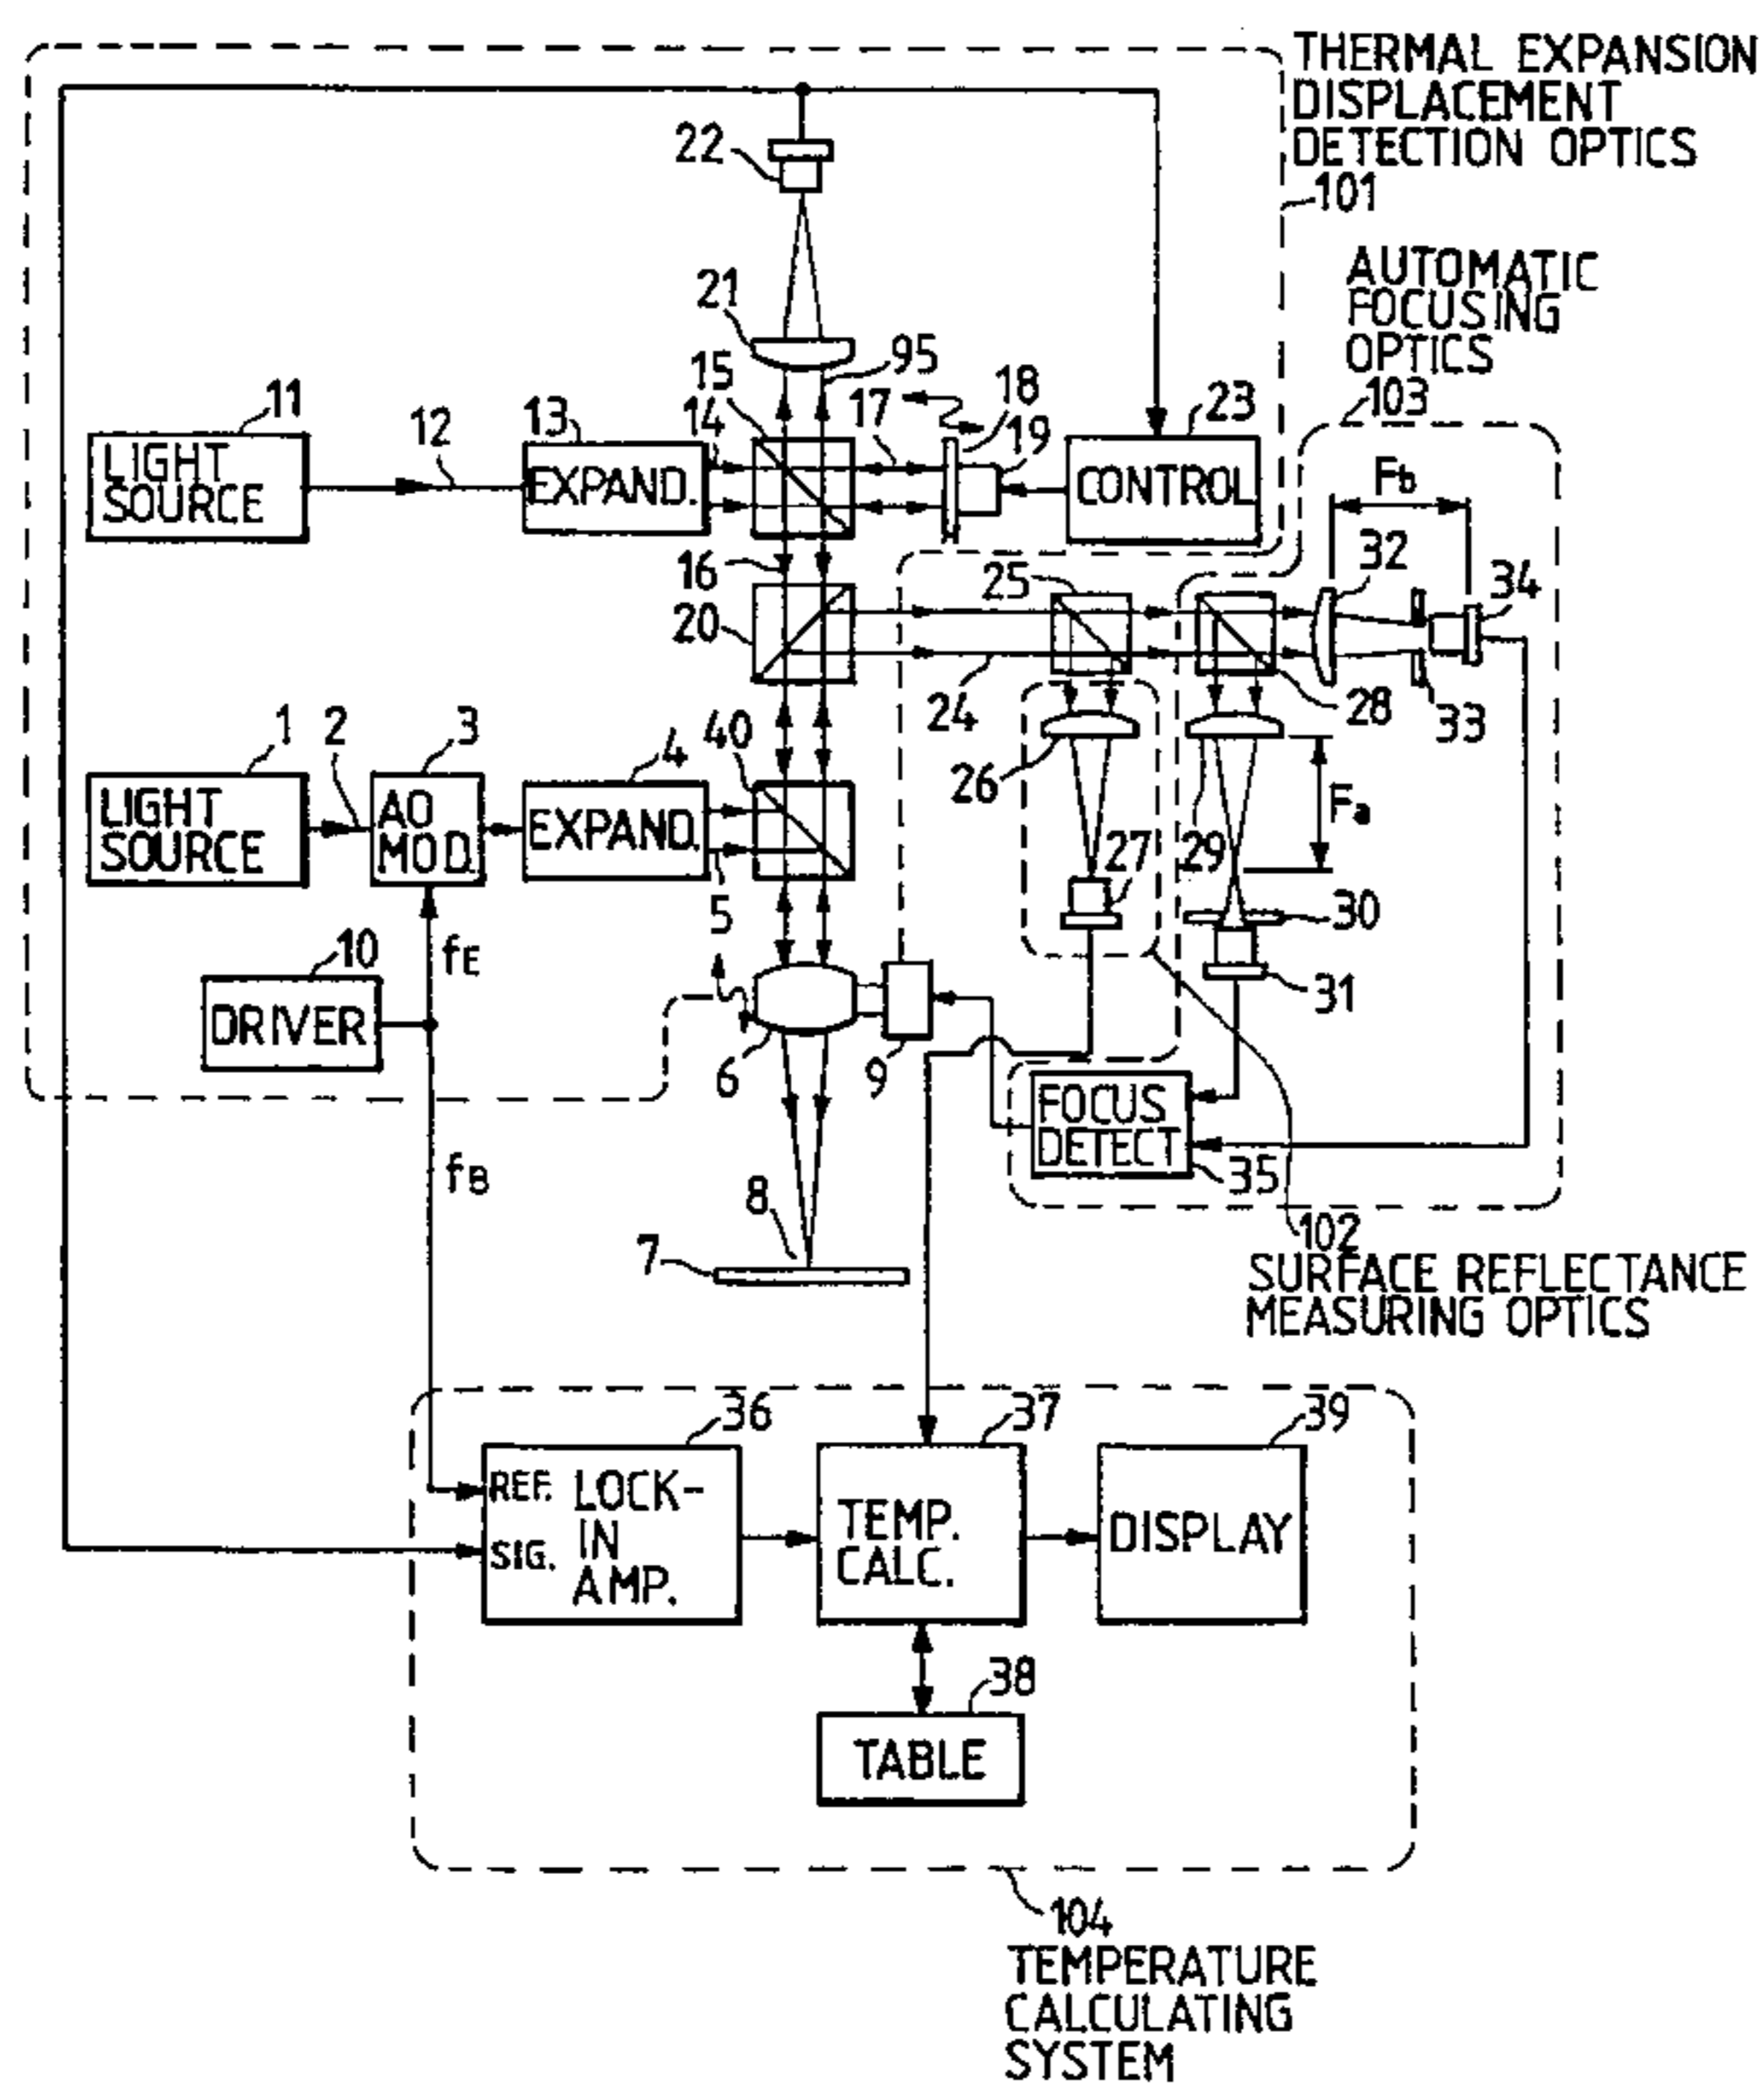 THERMAL EXPANSION
DISPLACEMENT
DETECTION OPTICS
101
22
AUTOMATIC
FOCUSING
OPTICS
103
21
95
15
14
17
18
19
23
11
LIGHT
SOURCE
12
13
EXPAND.
CONTROL
Fb
16
25
32
34
20
24
28
33
1
2
3
4
40
26
Fa
LIGHT
SOURCE
AO
MOD.
EXPAND.
27
29
5
30
10
fE
31
DRIVER
6
9
FOCUS
DETECT
35
fB
8
7
102
SURFACE REFLECTANCE
MEASURING OPTICS
36
37
39
REF.
LOCK-
IN
AMP.
SIG.
TEMP.
CALC.
DISPLAY
38
TABLE
104
TEMPERATURE
CALCULATING
SYSTEM